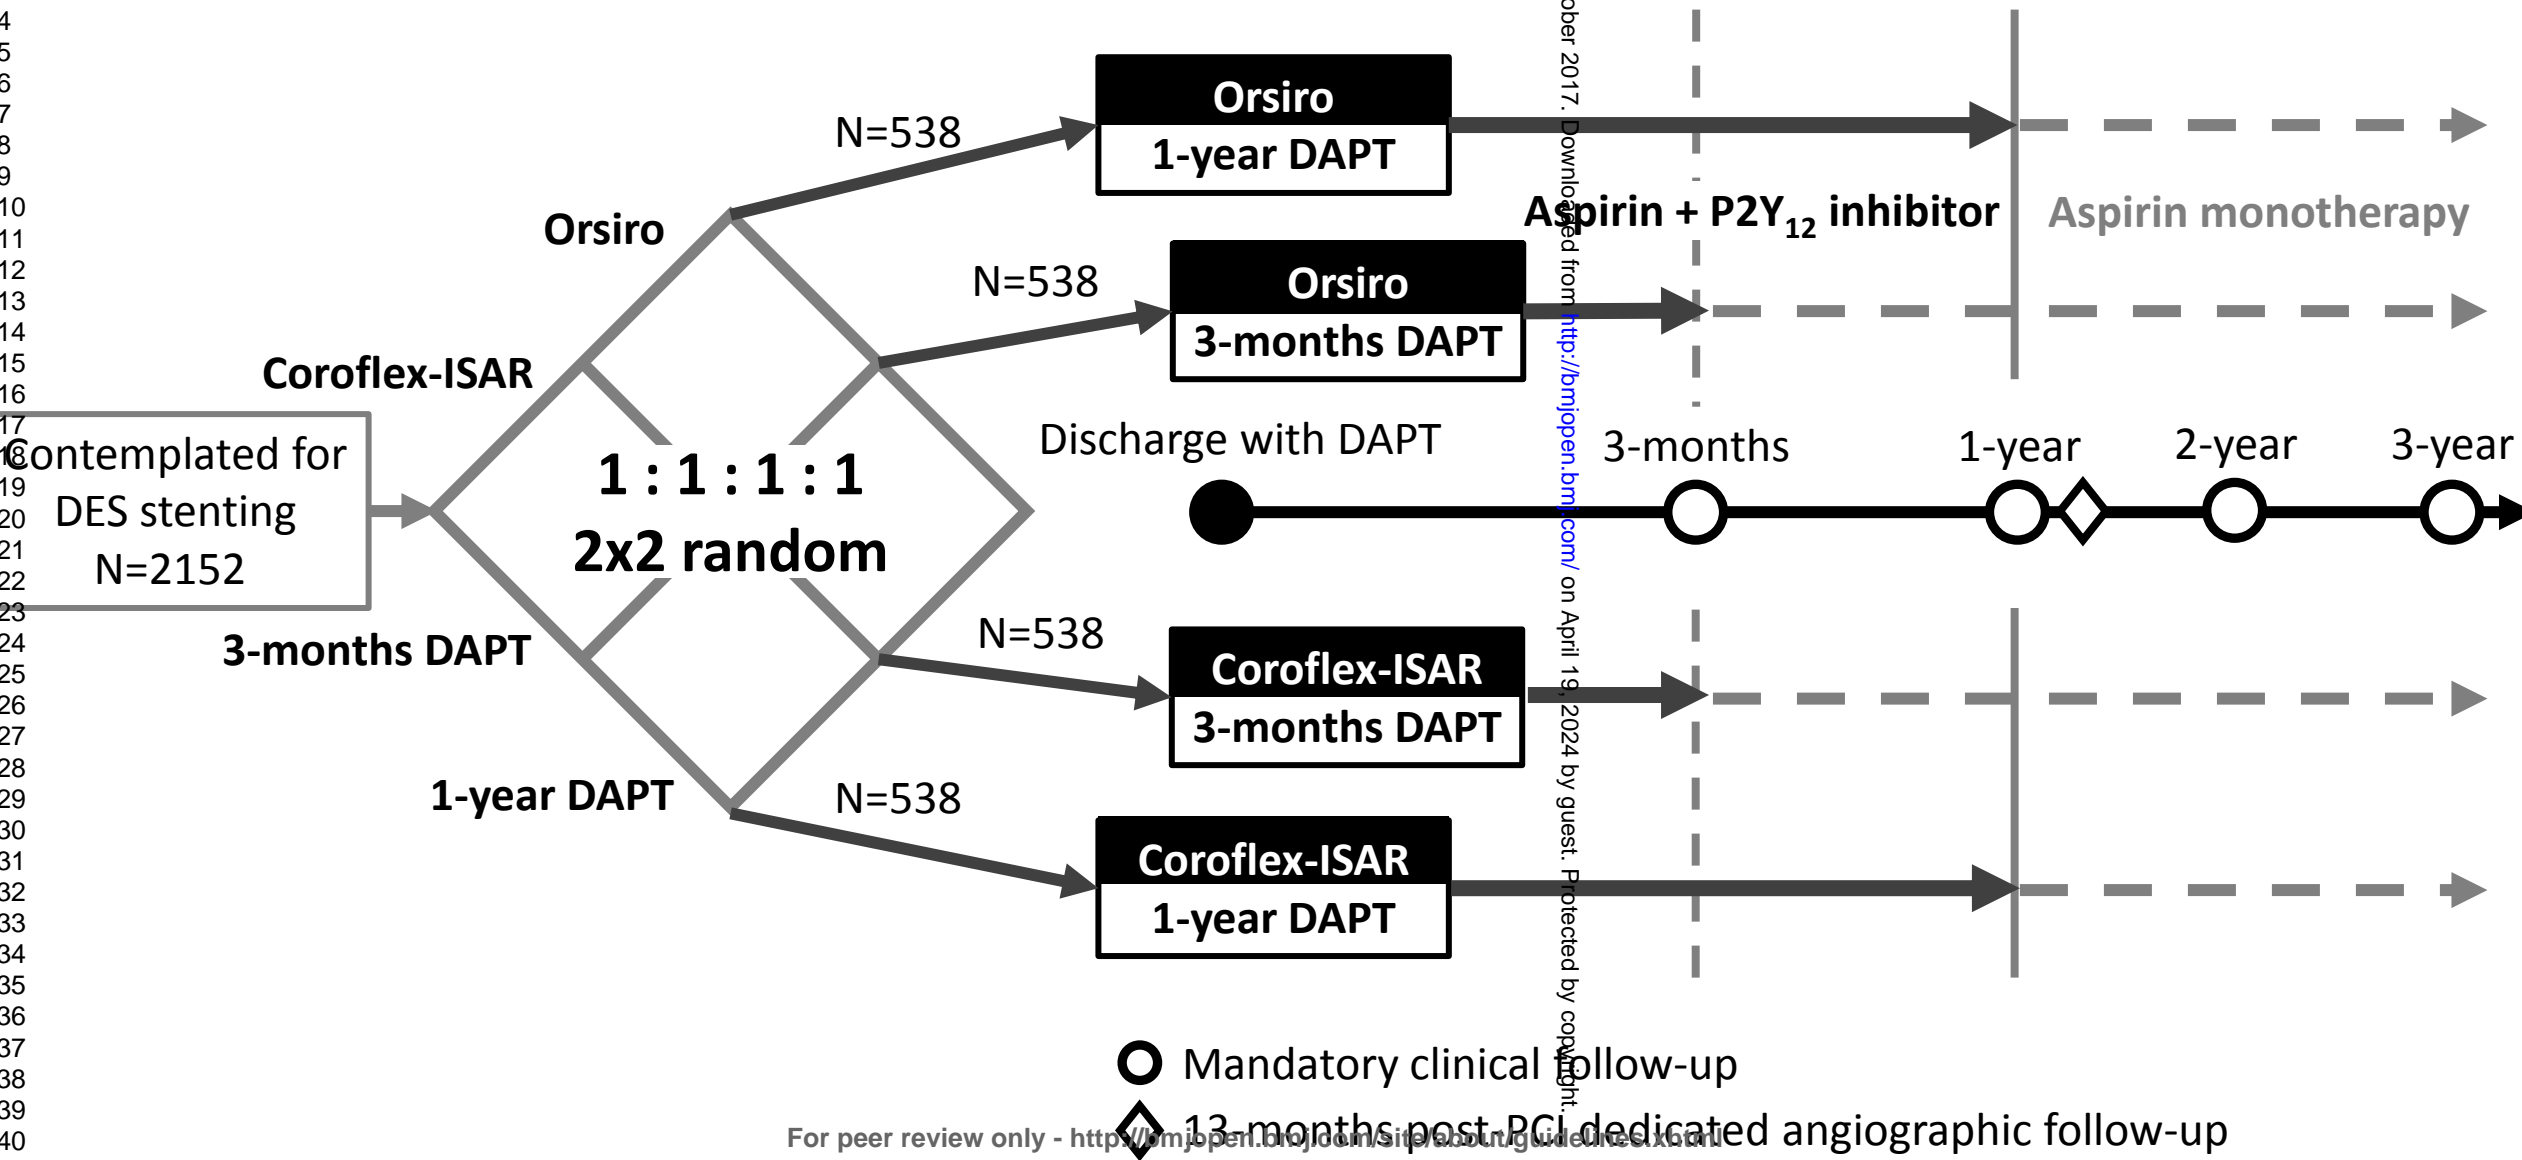 4
5
6
7
8
9
10
11
12
13
14
15
16
17
18
19
20
21
22
23
24
25
26
27
28
29
30
31
32
33
34
35
36
37
38
39
40
Contemplated for
DES stenting
N=2152
Orsiro
Coroflex-ISAR
3-months DAPT
1-year DAPT
1 : 1 : 1 : 1
2x2 random
N=538
N=538
N=538
N=538
Orsiro
1-year DAPT
Orsiro
3-months DAPT
Aspirin + P2Y12 inhibitor
Aspirin monotherapy
Discharge with DAPT
3-months
1-year
2-year
3-year
Coroflex-ISAR
3-months DAPT
Coroflex-ISAR
1-year DAPT
Mandatory clinical follow-up
13-months post-PCI dedicated angiographic follow-up
For peer review only - http://bmjopen.bmj.com/site/about/guidelines.xhtml
2017. Downloaded from http://bmjopen.bmj.com/ on April 19, 2024 by guest. Protected by copyright.